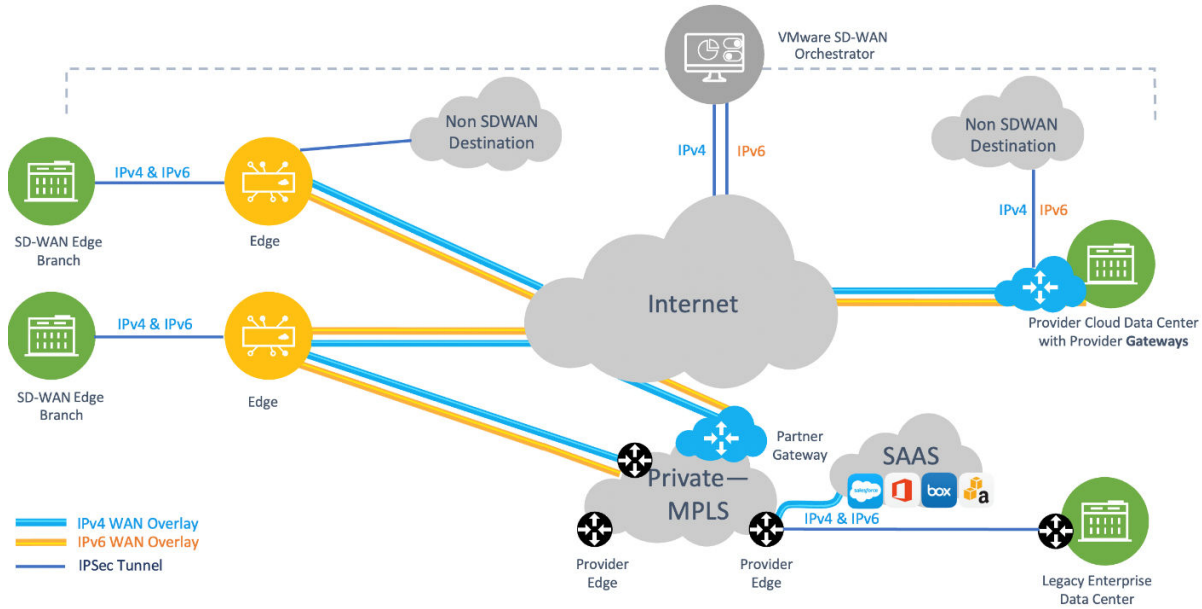 VMware SD-WAN
Orchestrator
Non SDWAN
Destination
Non SDWAN
Destination
IPv4 & IPv6
IPv4
IPv6
SD-WAN Edge
Branch
Edge
IPv4
IPv6
Internet
IPv4 & IPv6
Provider Cloud Data Center
with Provider Gateways
SD-WAN Edge
Branch
Edge
Partner
Gateway
SAAS
salesforce
box
a
Private—
MPLS
IPv4 & IPv6
IPv4 WAN Overlay
IPv6 WAN Overlay
IPSec Tunnel
Provider
Edge
Provider
Edge
Legacy Enterprise
Data Center